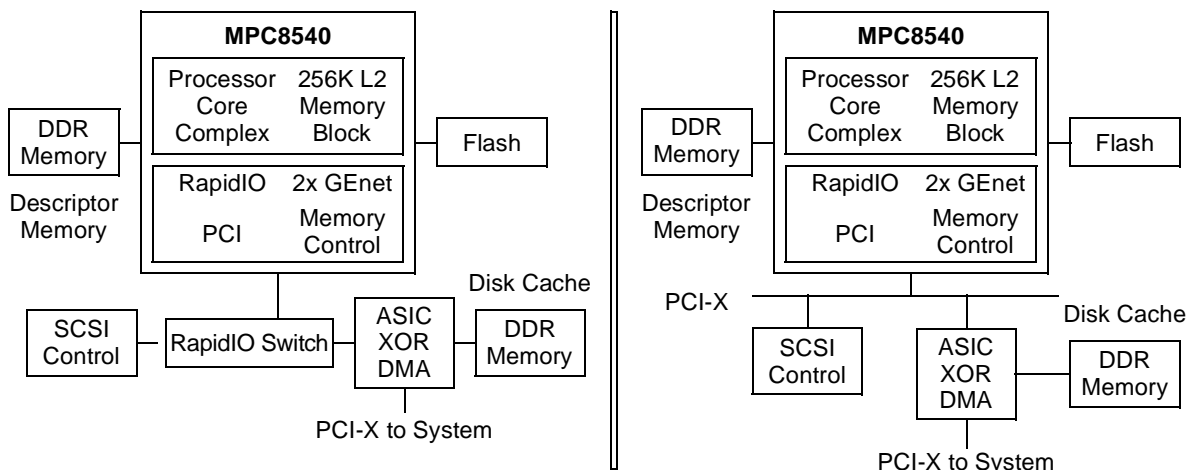 MPC8540
Processor
Core
Complex
256K L2
Memory
Block
DDR
Memory
Flash
RapidIO
2x GEnet
Descriptor
Memory
PCI
Memory
Control
Disk Cache
SCSI
Control
RapidIO Switch
ASIC
XOR
DMA
DDR
Memory
PCI-X to System
MPC8540
Processor
Core
Complex
256K L2
Memory
Block
DDR
Memory
Flash
RapidIO
2x GEnet
Descriptor
Memory
PCI
Memory
Control
PCI-X
Disk Cache
SCSI
Control
ASIC
XOR
DMA
DDR
Memory
PCI-X to System